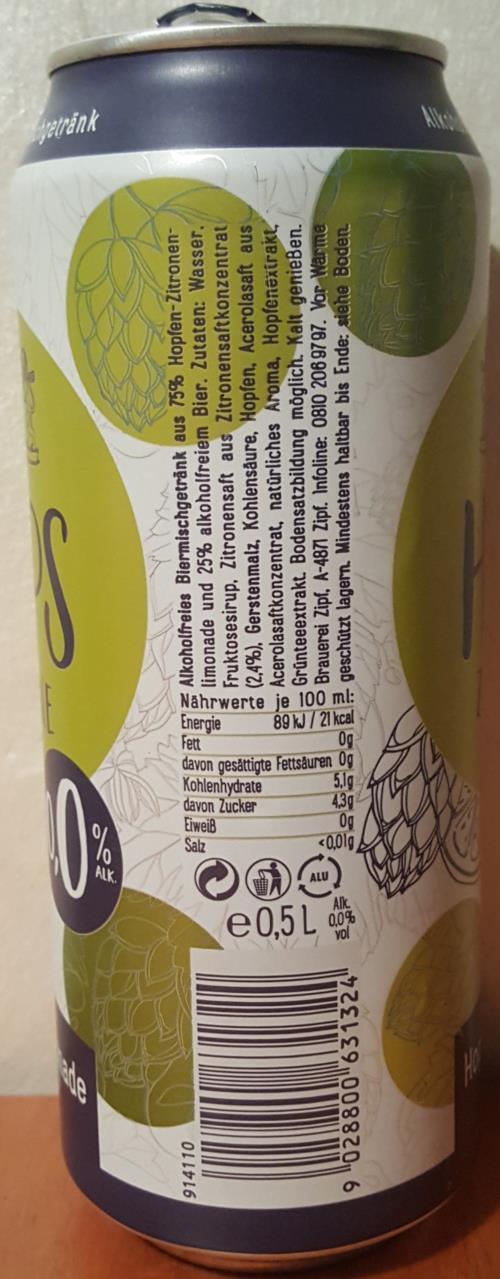 Alkoholfreies Biermischgetränk aus 75% Hopfen-Zitronen-
limonade und 25% alkoholfreiem Bier. Zutaten: Wasser,
Fruktosesirup, Zitronensaft aus Zitronensaftkonzentrat
(2,4%), Gerstenmalz, Kohlensäure, Hopfen, Acerolasaft aus
Acerolasaftkonzentrat, natürliches Aroma, Hopfenextrakt,
Grünteeextrakt. Bodensatzbildung möglich. Kalt genießen.
Brauerei Zipf, A-4871 Zipf. Infoline: 0810 206 97 97. Vor Wärme
geschützt lagern. Mindestens haltbar bis Ende: siehe Boden.
Nährwerte je 100 ml:
Energie 89 kJ / 21 kcal
Fett 0g
davon gesättigte Fettsäuren 0g
Kohlenhydrate 5,1g
davon Zucker 4,3g
Eiweiß 0g
Salz <0,01g
ALU
e 0,5 L
Alk.
0,0%
vol
,0% ALK.
914110
9 028800 631324